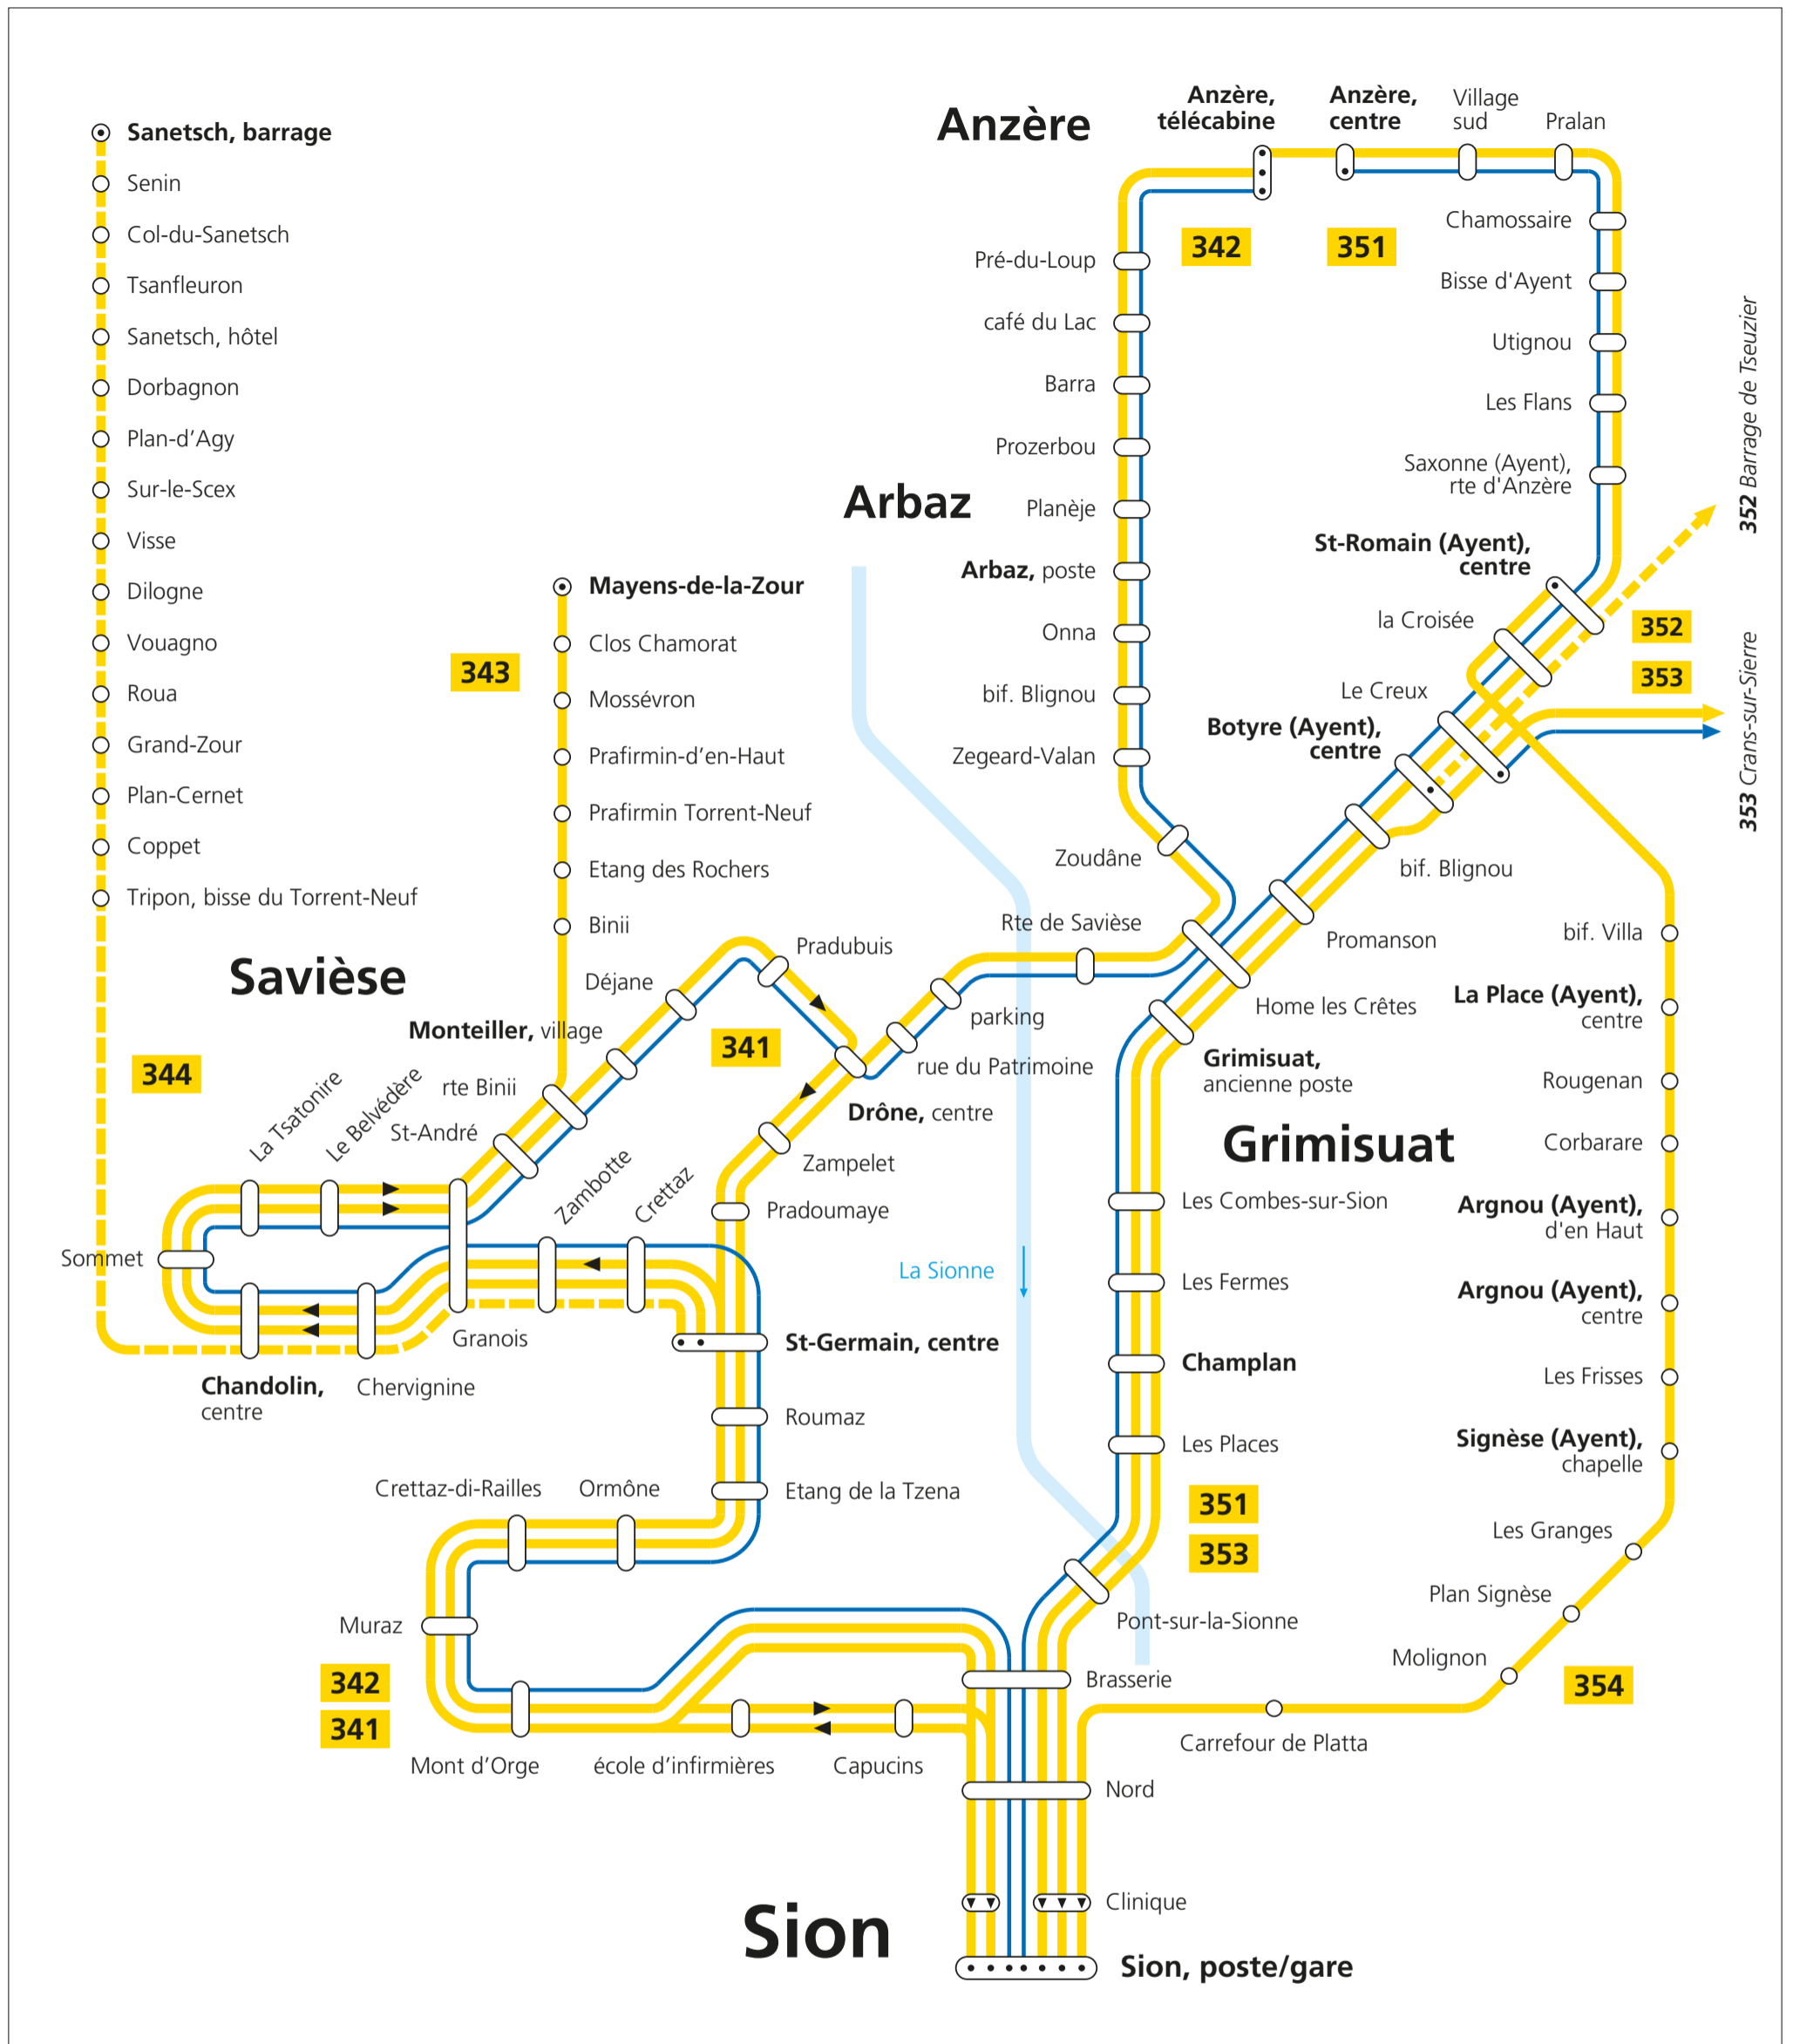 Sanetsch, barrage
Senin
Col-du-Sanetsch
Tsanfleuron
Sanetsch, hôtel
Dorbagnon
Plan-d’Agy
Sur-le-Scex
Visse
Dilogne
Vouagno
Roua
Grand-Zour
Plan-Cernet
Coppet
Tripon, bisse du Torrent-Neuf
344
Savièse
343
Mayens-de-la-Zour
Clos Chamorat
Mossévron
Prafirmin-d’en-Haut
Prafirmin Torrent-Neuf
Etang des Rochers
Binii
Pradubuis
Déjane
Monteiller, village
rte Binii
St-André
341
La Tsatonire
Le Belvédère
Sommet
Chandolin,
centre
Chervignine
Granois
Zambotte
Crettaz
Drône, centre
Zampelet
Pradoumaye
St-Germain, centre
Roumaz
Etang de la Tzena
Crettaz-di-Railles
Ormône
Muraz
342
341
Mont d’Orge
école d’infirmières
Capucins
Anzère
Anzère,
télécabine
Anzère,
centre
Village
sud
Pralan
342
351
Pré-du-Loup
café du Lac
Barra
Prozerbou
Planèje
Arbaz
Arbaz, poste
Onna
bif. Blignou
Zegeard-Valan
Zoudâne
Rte de Savièse
parking
rue du Patrimoine
Chamossaire
Bisse d'Ayent
Utignou
Les Flans
Saxonne (Ayent),
rte d'Anzère
St-Romain (Ayent),
centre
la Croisée
Le Creux
Botyre (Ayent),
centre
352
353
352 Barrage de Tseuzier
353 Crans-sur-Sierre
bif. Blignou
Promanson
Home les Crêtes
Grimisuat,
ancienne poste
Grimisuat
Les Combes-sur-Sion
Les Fermes
Champlan
Les Places
351
353
Pont-sur-la-Sionne
La Sionne
bif. Villa
La Place (Ayent),
centre
Rougenan
Corbarare
Argnou (Ayent),
d'en Haut
Argnou (Ayent),
centre
Les Frisses
Signèse (Ayent),
chapelle
Les Granges
Plan Signèse
Molignon
354
Carrefour de Platta
Brasserie
Nord
Clinique
Sion
Sion, poste/gare